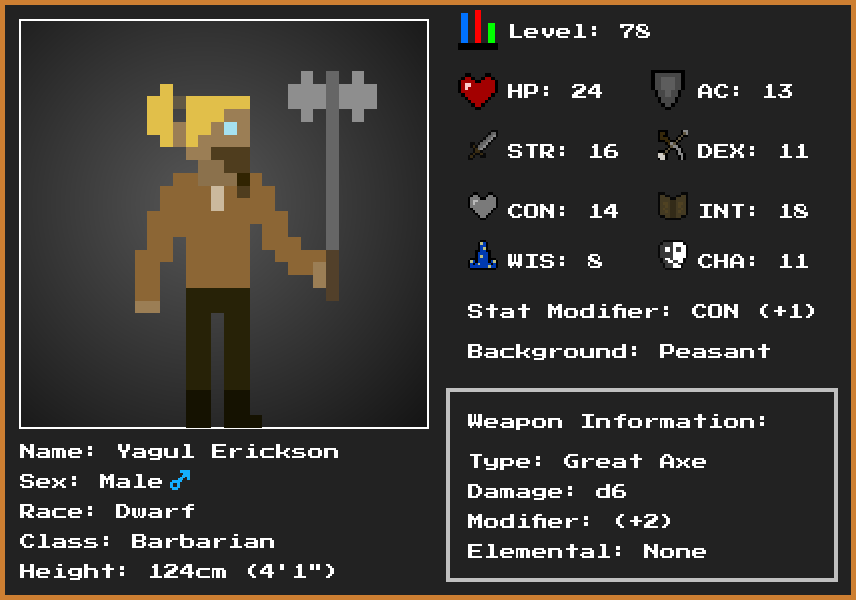 Level: 78
HP: 24 AC: 13
STR: 16 DEX: 11
CON: 14 INT: 18
WIS: 8 CHA: 11
Stat Modifier: CON (+1)
Background: Peasant
Weapon Information:
Type: Great Axe
Damage: d6
Modifier: (+2)
Elemental: None
Name: Yagul Erickson
Sex: Male♂
Race: Dwarf
Class: Barbarian
Height: 124cm (4'1")